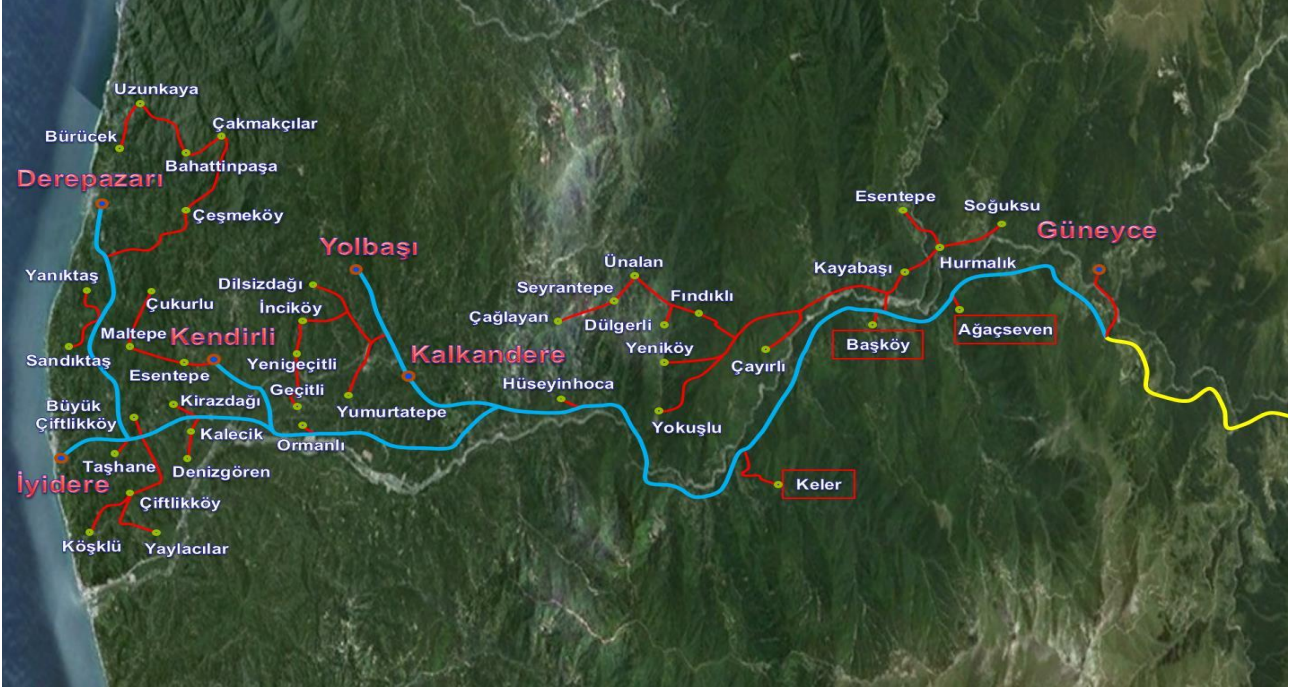 Uzunkaya
Çakmakçılar
Bürücek
Bahattinpaşa
Derepazarı
Çeşmeköy
Esentepe
Soğuksu
Güneyce
Yolbaşı
Ünalan
Kayabaşı
Hurmalık
Yanıktaş
Dilsizdağı
Seyrantepe
Fındıklı
Çukurlu
İnciköy
Çağlayan
Dülgerli
Ağaçseven
Maltepe
Kendirli
Başköy
Sandıktaş
Esentepe
Yenigeçitli
Kalkandere
Yeniköy
Çayırli
Geçitli
Hüseyinhoca
Büyük
Çiftlikköy
Kirazdağı
Yumurtatepe
Yokuşlu
Kalecik
Ormanlı
Taşhane
Denizgören
İyidere
Keler
Çiftlikköy
Köşklü
Yaylacılar